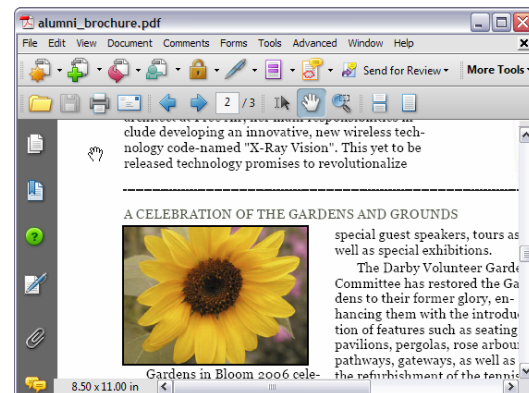 alumni_brochure.pdf
File Edit View Document Comments Forms Tools Advanced Window Help
Send for Review More Tools
2 / 3
clude developing an innovative, new wireless tech-
nology code-named "X-Ray Vision". This yet to be
released technology promises to revolutionalize
A CELEBRATION OF THE GARDENS AND GROUNDS
Gardens in Bloom 2006 cele-
special guest speakers, tours as
well as special exhibitions.
The Darby Volunteer Garde
Committee has restored the Ga
dens to their former glory, en-
hancing them with the introdu
tion of features such as seating
pavilions, pergolas, rose arbou
pathways, gateways, as well as
the refurbishment of the tennis
8.50 x 11.00 in